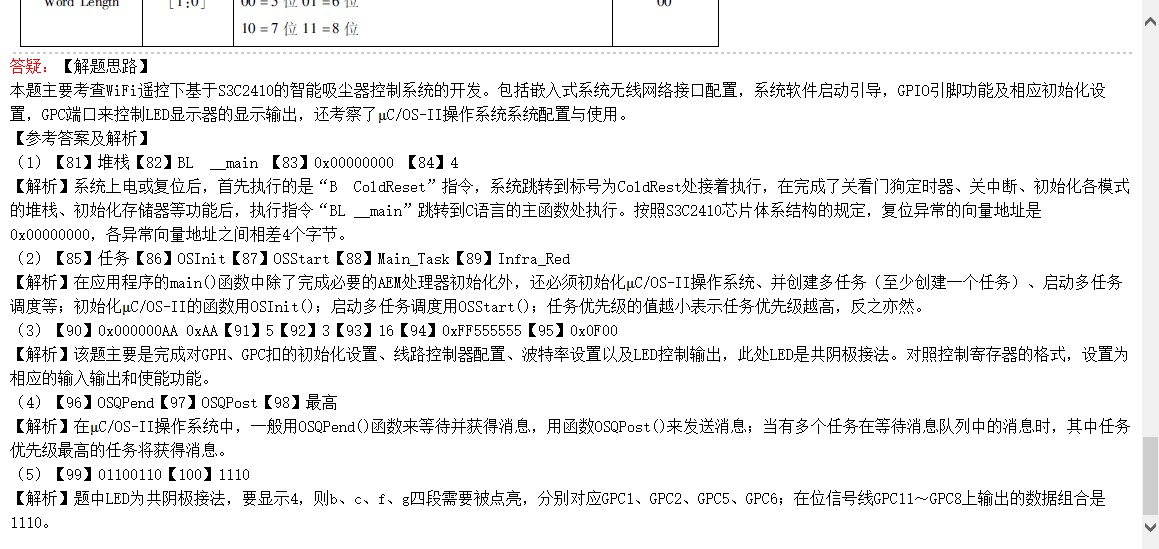 Word Length
[1:0]
00 =5 位 01 =6 位
00
10 =7 位 11 =8 位
答疑：【解题思路】
本题主要考查WiFi遥控下基于S3C2410的智能吸尘器控制系统的开发。包括嵌入式系统无线网络接口配置，系统软件启动引导，GPIO引脚功能及相应初始化设
置，GPC端口来控制LED显示器的显示输出，还考察了μC/OS-II操作系统系统配置与使用。
【参考答案及解析】
（1）【81】堆栈【82】BL  __main 【83】0x00000000 【84】4
【解析】系统上电或复位后，首先执行的是“B  ColdReset”指令，系统跳转到标号为ColdRest处接着执行，在完成了关看门狗定时器、关中断、初始化各模式
的堆栈、初始化存储器等功能后，执行指令“BL __main”跳转到C语言的主函数处执行。按照S3C2410芯片体系结构的规定，复位异常的向量地址是
0x00000000，各异常向量地址之间相差4个字节。
（2）【85】任务【86】OSInit【87】OSStart【88】Main_Task【89】Infra_Red
【解析】在应用程序的main()函数中除了完成必要的AEM处理器初始化外，还必须初始化μC/OS-II操作系统、并创建多任务（至少创建一个任务）、启动多任务
调度等；初始化μC/OS-II的函数用OSInit()；启动多任务调度用OSStart()；任务优先级的值越小表示任务优先级越高，反之亦然。
（3）【90】0x000000AA 0xAA【91】5【92】3【93】16【94】0xFF555555【95】0x0F00
【解析】该题主要是完成对GPH、GPC扣的初始化设置、线路控制器配置、波特率设置以及LED控制输出，此处LED是共阴极接法。对照控制寄存器的格式，设置为
相应的输入输出和使能功能。
（4）【96】OSQPend【97】OSQPost【98】最高
【解析】在μC/OS-II操作系统中，一般用OSQPend()函数来等待并获得消息，用函数OSQPost()来发送消息；当有多个任务在等待消息队列中的消息时，其中任务
优先级最高的任务将获得消息。
（5）【99】01100110【100】1110
【解析】题中LED为共阴极接法，要显示4，则b、c、f、g四段需要被点亮，分别对应GPC1、GPC2、GPC5、GPC6；在位信号线GPC11～GPC8上输出的数据组合是
1110。